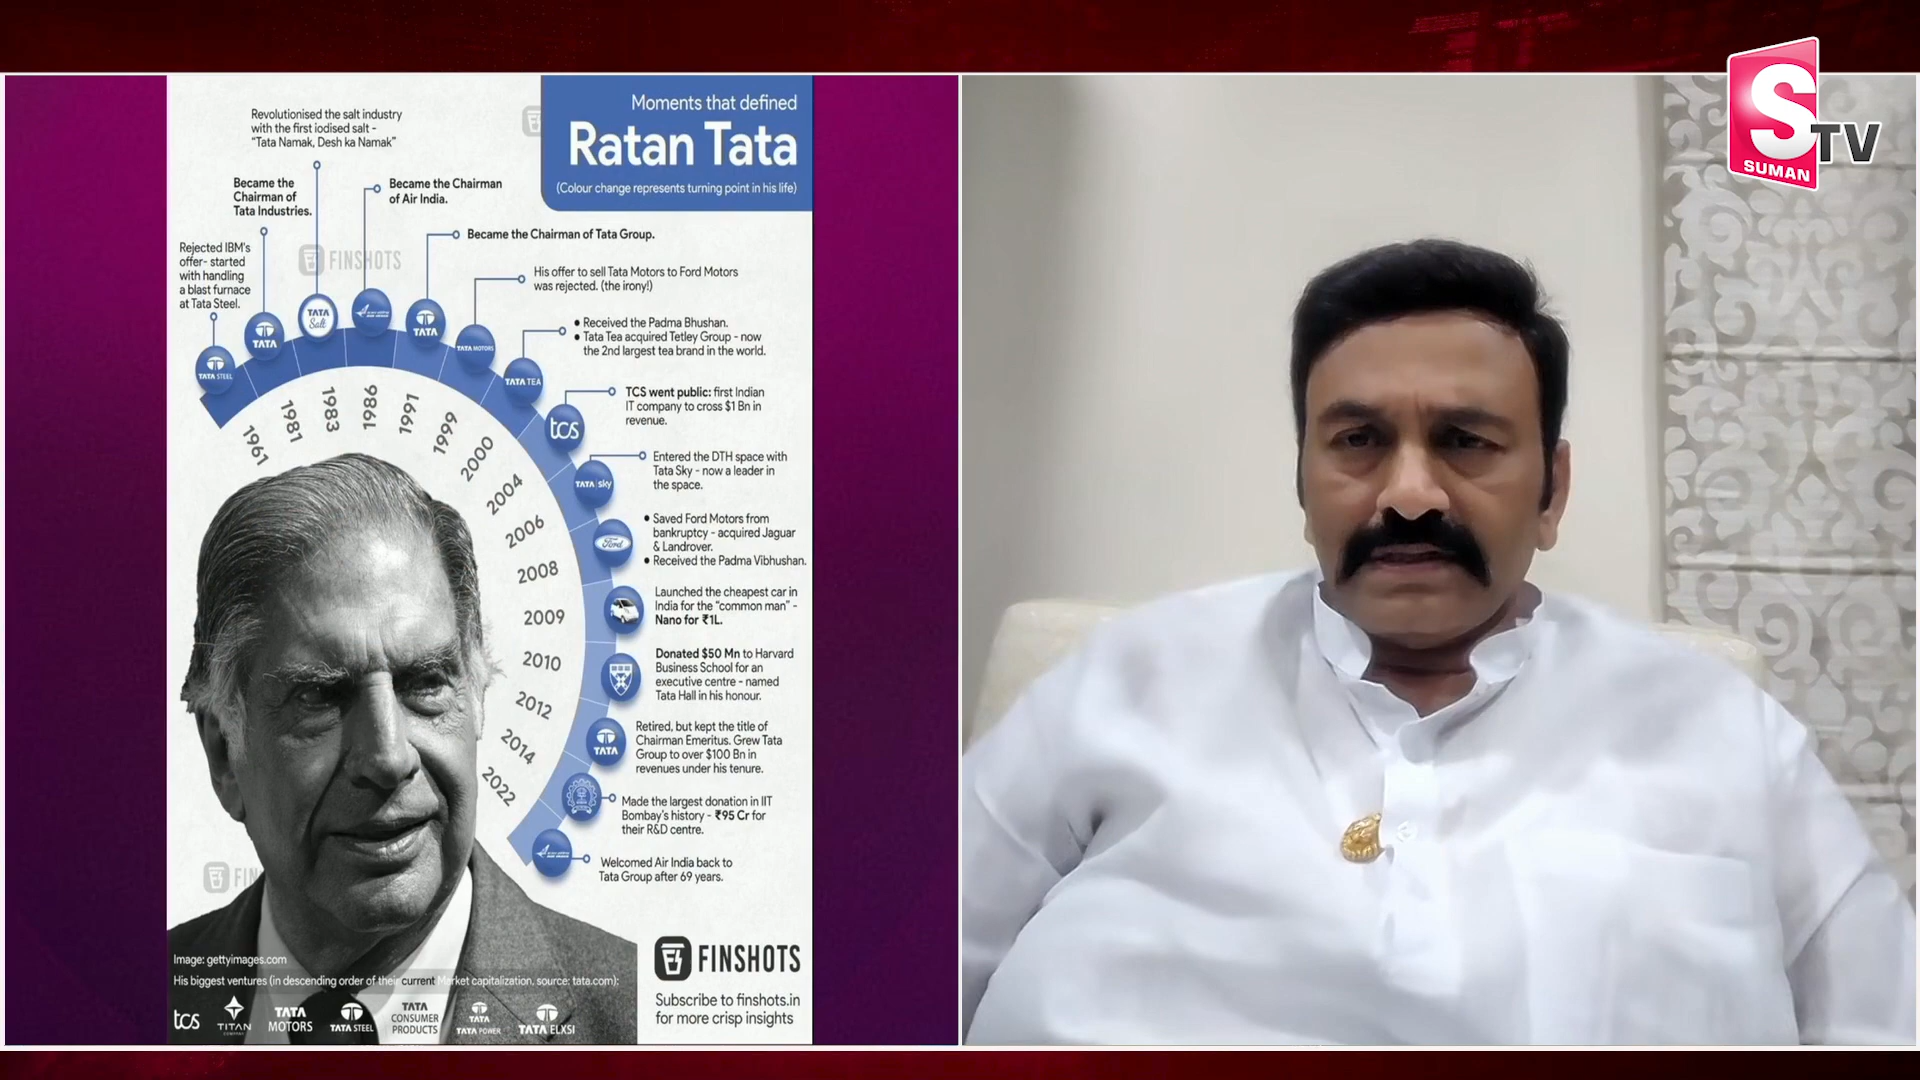 Moments that defined
Ratan Tata
(Colour change represents turning point in his life)
Revolutionised the salt industry
with the first iodised salt -
"Tata Namak, Desh ka Namak"
Became the
Chairman of
Tata Industries.
Became the Chairman
of Air India.
Rejected IBM's
offer- started
with handling
a blast furnace
at Tata Steel.
FINSHOTS
Became the Chairman of Tata Group.
His offer to sell Tata Motors to Ford Motors
was rejected. (the irony!)
• Received the Padma Bhushan.
• Tata Tea acquired Tetley Group - now
the 2nd largest tea brand in the world.
TCS went public: first Indian
IT company to cross $1 Bn in
revenue.
Entered the DTH space with
Tata Sky - now a leader in
the space.
• Saved Ford Motors from
bankruptcy - acquired Jaguar
& Landrover.
• Received the Padma Vibhushan.
Launched the cheapest car in
India for the "common man" -
Nano for ₹1L.
Donated $50 Mn to Harvard
Business School for an
executive centre - named
Tata Hall in his honour.
Retired, but kept the title of
Chairman Emeritus. Grew Tata
Group to over $100 Bn in
revenues under his tenure.
Made the largest donation in IIT
Bombay's history - ₹95 Cr for
their R&D centre.
Welcomed Air India back to
Tata Group after 69 years.
TATA STEEL
TATA
TATA
Salt
TATA
TATA MOTORS
TATA TEA
tcs
TATA sky
Ford
TATA
1961
1981
1983
1986
1991
1999
2000
2004
2006
2008
2009
2010
2012
2014
2022
FINS
Image: gettyimages.com
His biggest ventures (in descending order of their current Market capitalization, source: tata.com):
tcs
TITAN
COMPANY
TATA
MOTORS
TATA STEEL
TATA
CONSUMER
PRODUCTS
TATA
TATA POWER
TATA ELXSI
FINSHOTS
Subscribe to finshots.in
for more crisp insights
S TV
SUMAN